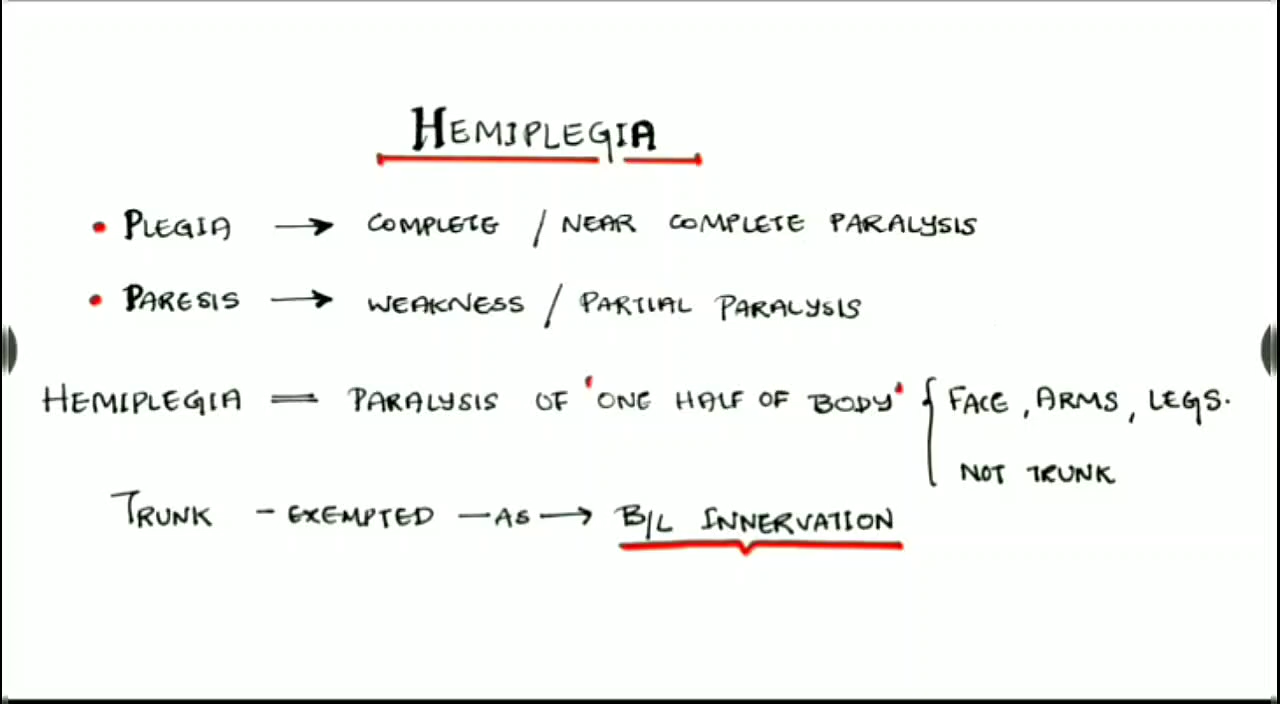 HEMIPLEGIA
• PLEGIA → COMPLETE / NEAR COMPLETE PARALYSIS
• PARESIS → WEAKNESS / PARTIAL PARALYSIS
HEMIPLEGIA = PARALYSIS OF 'ONE HALF OF BODY' { FACE, ARMS, LEGS.
NOT TRUNK
TRUNK - EXEMPTED - AS → B/L INNERVATION